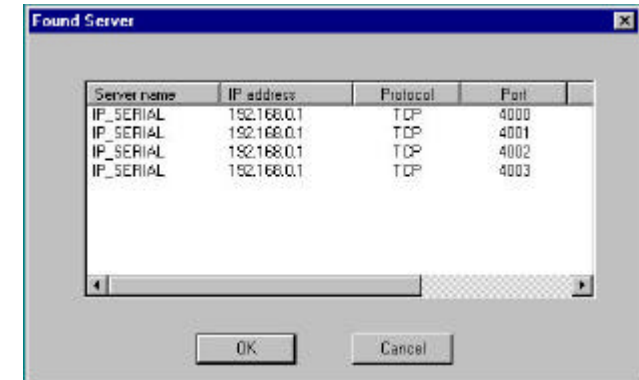 Found Server
Server name IP address Protocol Port
IP_SERIAL 192.168.0.1 TCP 4000
IP_SERIAL 192.168.0.1 TCP 4001
IP_SERIAL 192.168.0.1 TCP 4002
IP_SERIAL 192.168.0.1 TCP 4003
OK Cancel